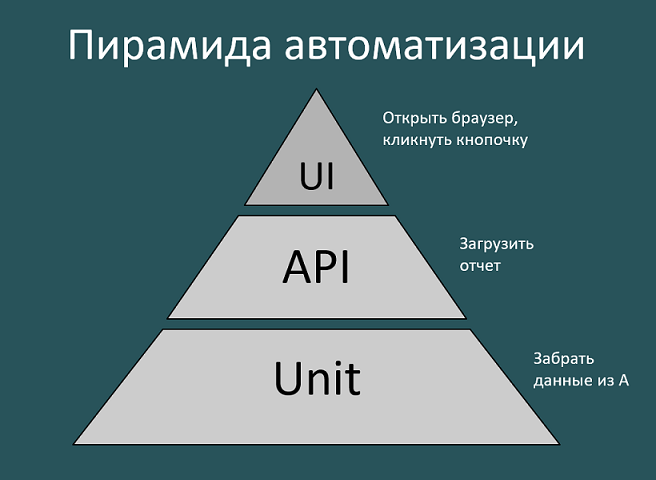 Пирамида автоматизации
Открыть браузер,
кликнуть кнопочку
UI
Загрузить
отчет
API
Забрать
данные из А
Unit